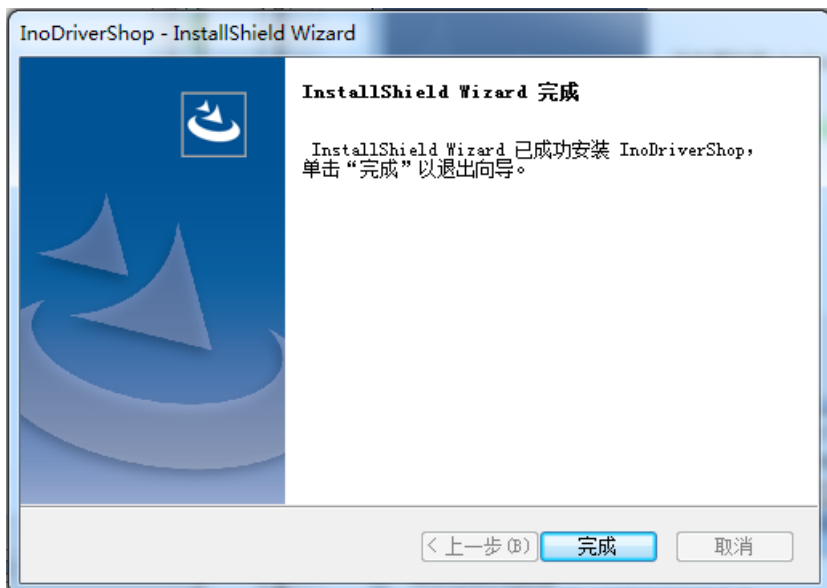 InoDriverShop - InstallShield Wizard
InstallShield Wizard 完成
InstallShield Wizard 已成功安装 InoDriverShop，
单击“完成”以退出向导。
< 上一步(B)
完成
取消